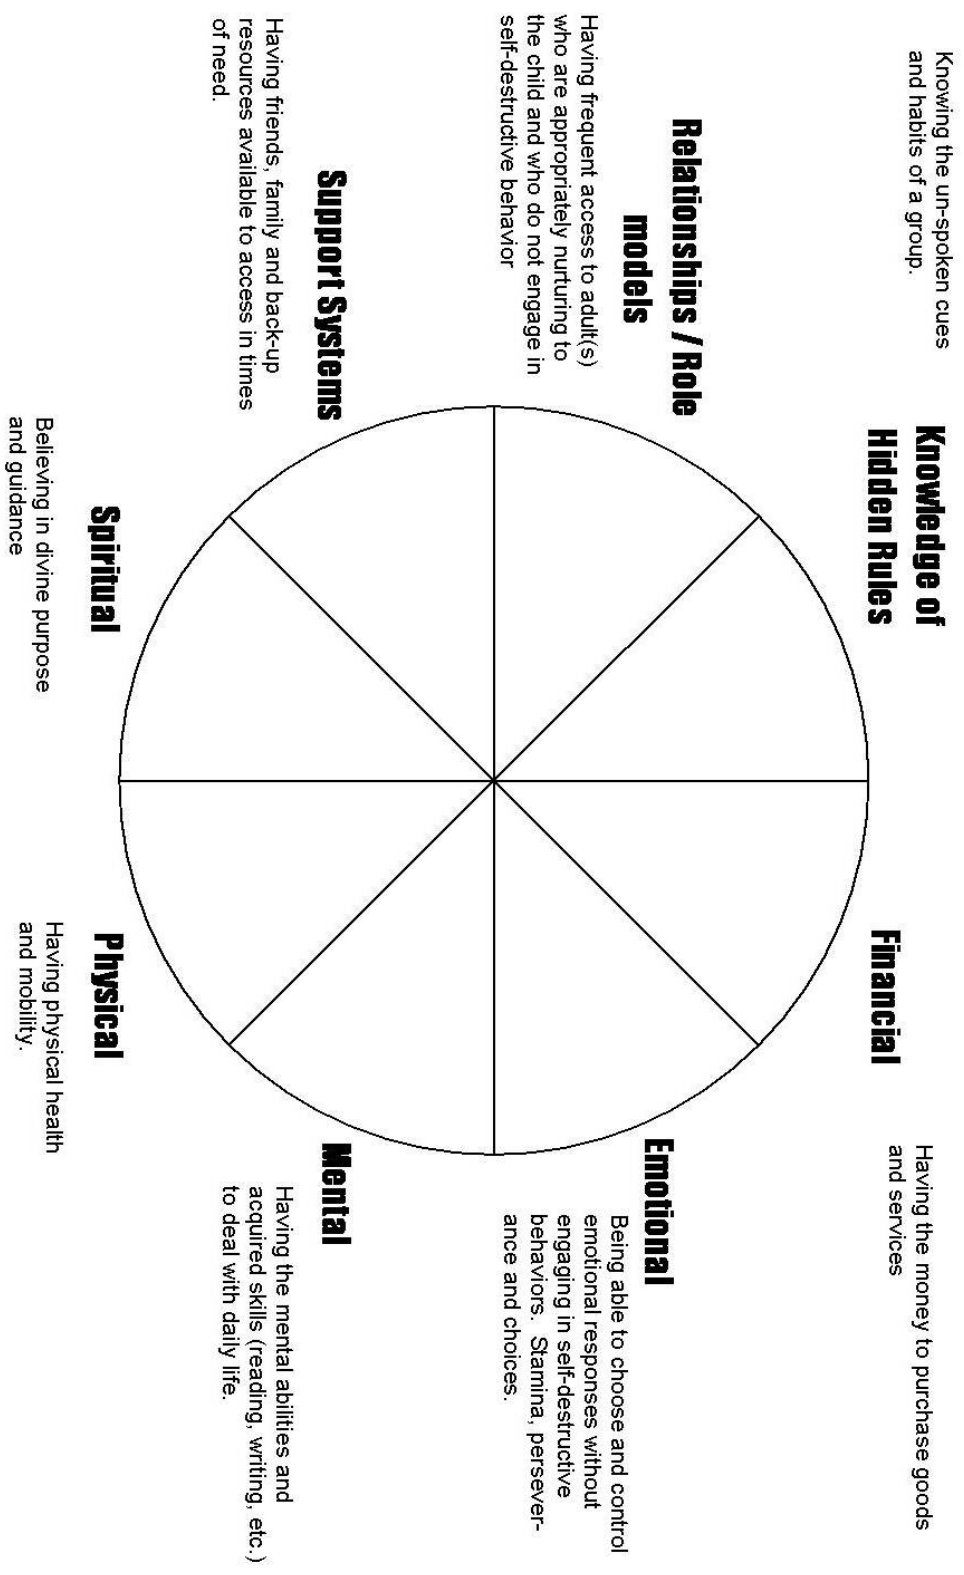 Knowledge of
Hidden Rules
Knowing the un-spoken cues
and habits of a group.
Financial
Having the money to purchase goods
and services
Emotional
Being able to choose and control
emotional responses without
engaging in self-destructive
behaviors.  Stamina, persever-
ance and choices.
Mental
Having the mental abilities and
acquired skills (reading, writing, etc.)
to deal with daily life.
Physical
Having physical health
and mobility.
Spiritual
Believing in divine purpose
and guidance
Support Systems
Having friends, family and back-up
resources available to access in times
of need.
Relationships / Role
models
Having frequent access to adult(s)
who are appropriately nurturing to
the child and who do not engage in
self-destructive behavior